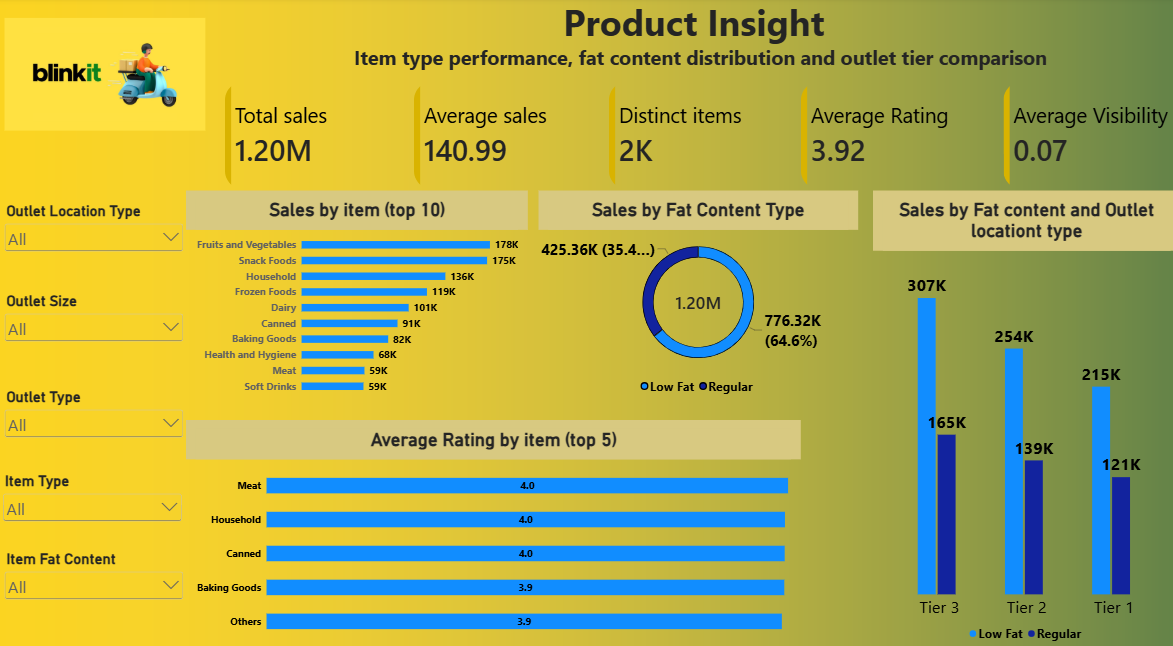 blinkit
Product Insight
Item type performance, fat content distribution and outlet tier comparison
Total sales
1.20M
Average sales
140.99
Distinct items
2K
Average Rating
3.92
Average Visibility
0.07
Outlet Location Type
All
Outlet Size
All
Outlet Type
All
Item Type
All
Item Fat Content
All
Sales by item (top 10)
Fruits and Vegetables 178K
Snack Foods 175K
Household 136K
Frozen Foods 119K
Dairy 101K
Canned 91K
Baking Goods 82K
Health and Hygiene 68K
Meat 59K
Soft Drinks 59K
Sales by Fat Content Type
425.36K (35.4...)
1.20M
776.32K
(64.6%)
Low Fat Regular
Sales by Fat content and Outlet
locationt type
307K
165K
254K
139K
215K
121K
Tier 3 Tier 2 Tier 1
Low Fat Regular
Average Rating by item (top 5)
Meat 4.0
Household 4.0
Canned 4.0
Baking Goods 3.9
Others 3.9